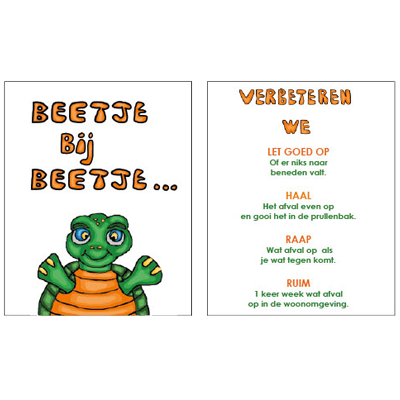 BEETJE
Bij
BEETJE...
VERBETEREN
WE
LET GOED OP
Of er niks naar
beneden valt.
HAAL
Het afval even op
en gooi het in de prullenbak.
RAAP
Wat afval op als
je wat tegen komt.
RUIM
1 keer week wat afval
op in de woonomgeving.